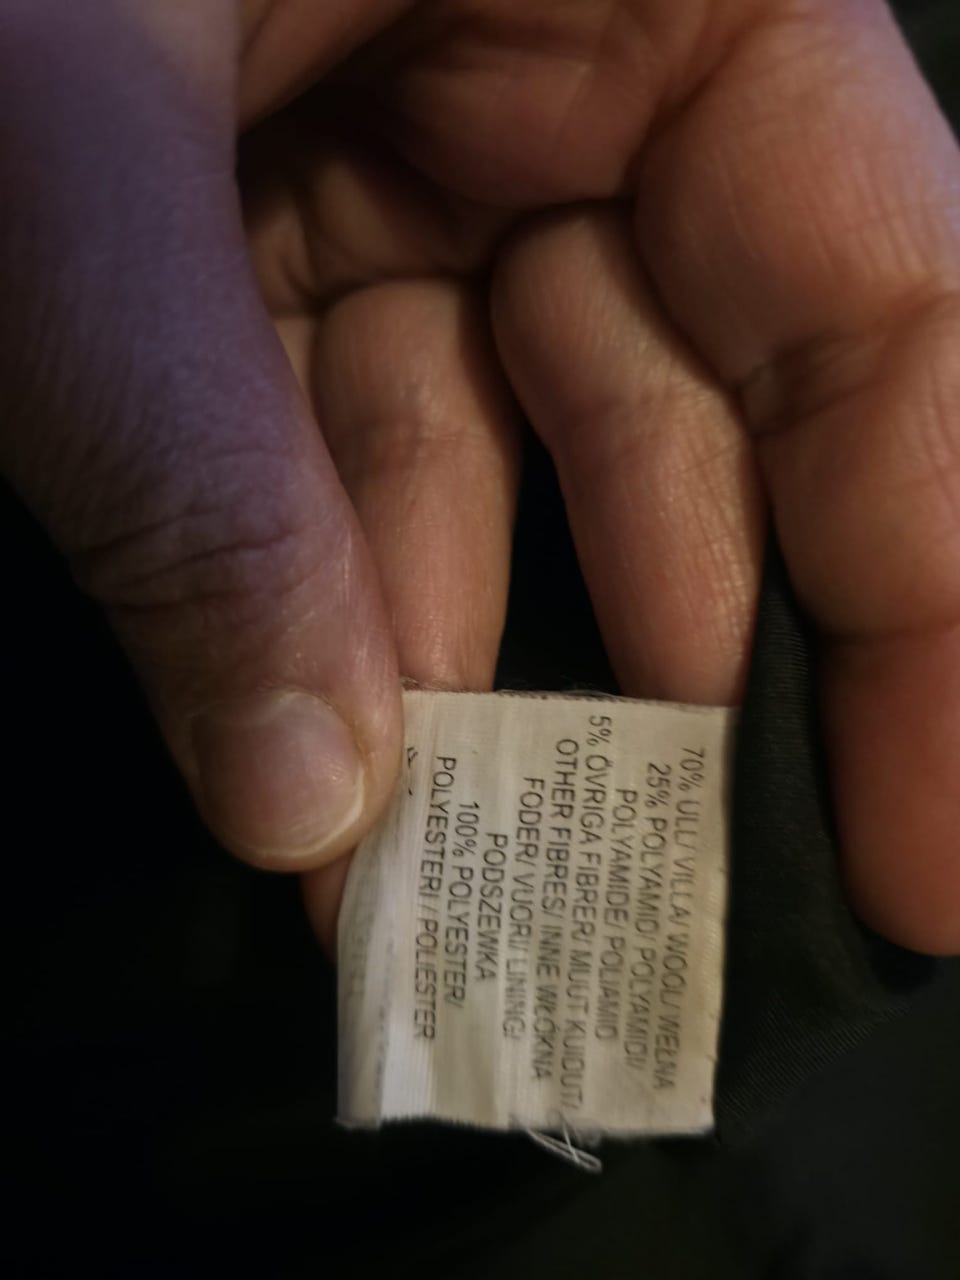 70% ULL/ VILLA/ WOOL/ WEŁNA
25% POLYAMID/ POLYAMIDI/
POLYAMIDE/ POLIAMID
5% ÖVRIGA FIBRER/ MUUT KUIDUT/
OTHER FIBRES/ INNE WŁÓKNA
FODER/ VUORI/ LINING/
PODSZEWKA
100% POLYESTER/
POLYESTERI / POLIESTER